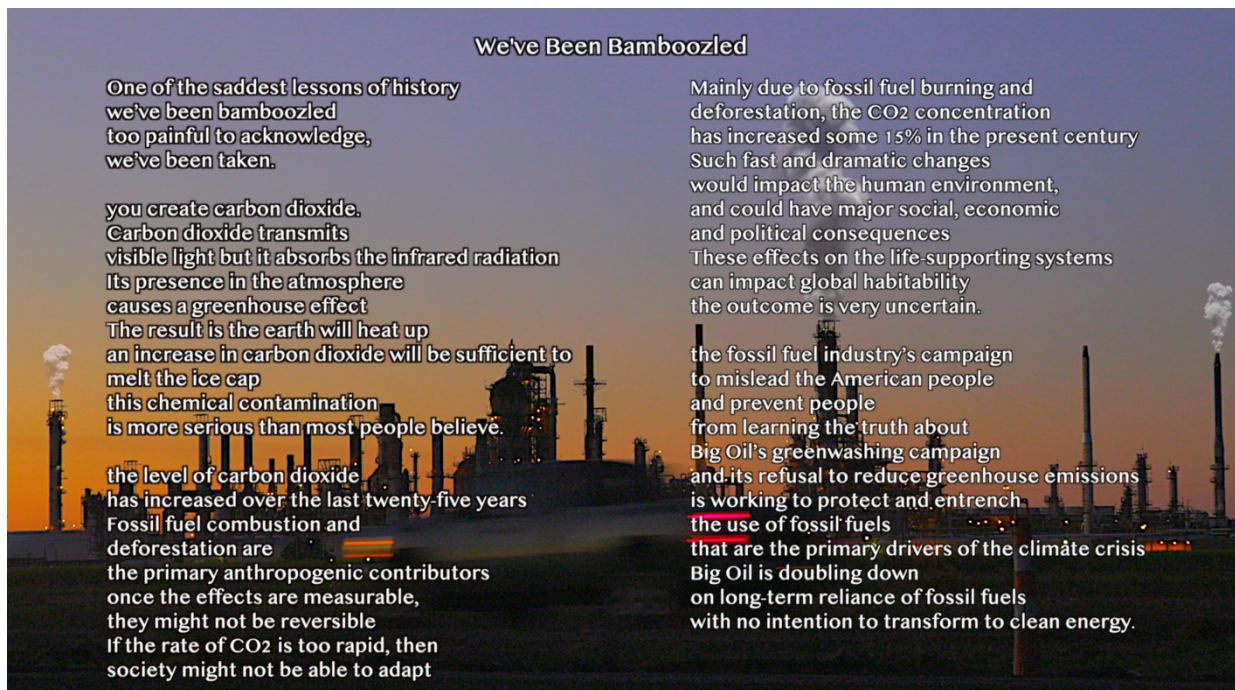 We've Been Bamboozled
One of the saddest lessons of history
we've been bamboozled
too painful to acknowledge,
we've been taken.
you create carbon dioxide.
Carbon dioxide transmits
visible light but it absorbs the infrared radiation
Its presence in the atmosphere
causes a greenhouse effect
The result is the earth will heat up
an increase in carbon dioxide will be sufficient to
melt the ice cap
this chemical contamination
is more serious than most people believe.
the level of carbon dioxide
has increased over the last twenty-five years
Fossil fuel combustion and
deforestation are
the primary anthropogenic contributors
once the effects are measurable,
they might not be reversible
If the rate of CO2 is too rapid, then
society might not be able to adapt
Mainly due to fossil fuel burning and
deforestation, the CO2 concentration
has increased some 15% in the present century
Such fast and dramatic changes
would impact the human environment,
and could have major social, economic
and political consequences
These effects on the life-supporting systems
can impact global habitability
the outcome is very uncertain.
the fossil fuel industry's campaign
to mislead the American people
and prevent people
from learning the truth about
Big Oil's greenwashing campaign
and its refusal to reduce greenhouse emissions
is working to protect and entrench
the use of fossil fuels
that are the primary drivers of the climate crisis
Big Oil is doubling down
on long-term reliance of fossil fuels
with no intention to transform to clean energy.